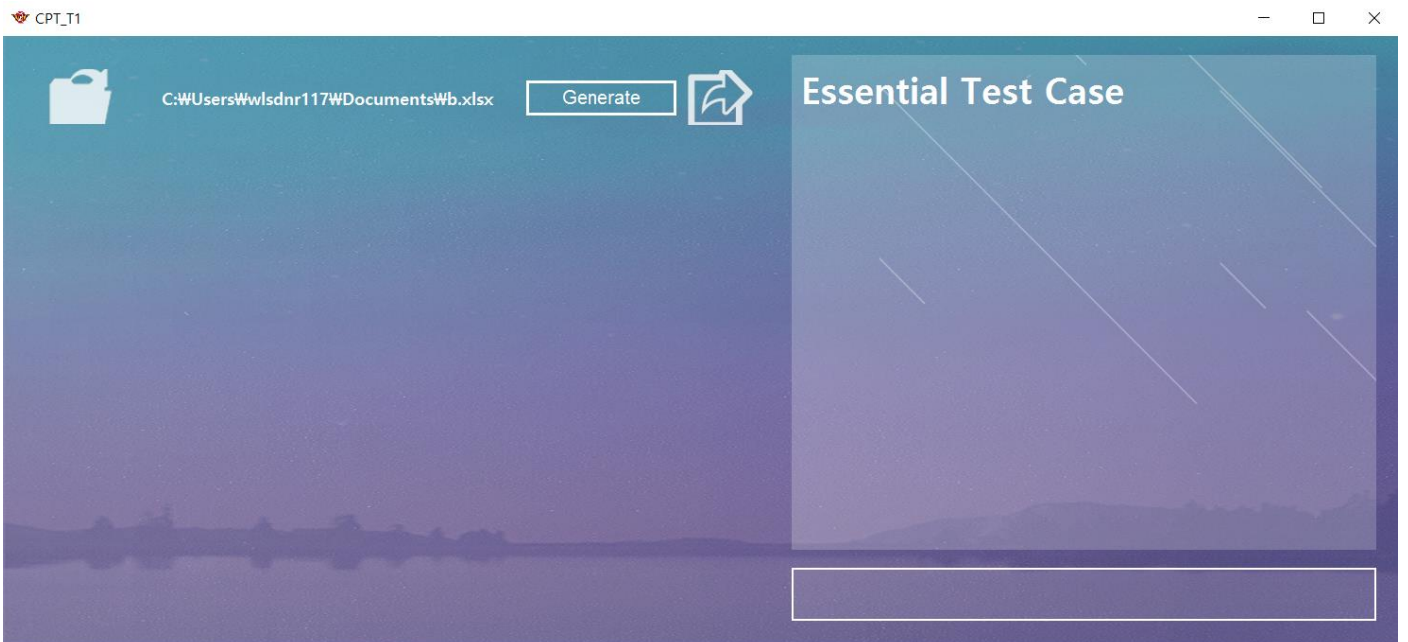 CPT_T1
C:₩Users₩wlsdnr117₩Documents₩b.xlsx
Generate
Essential Test Case